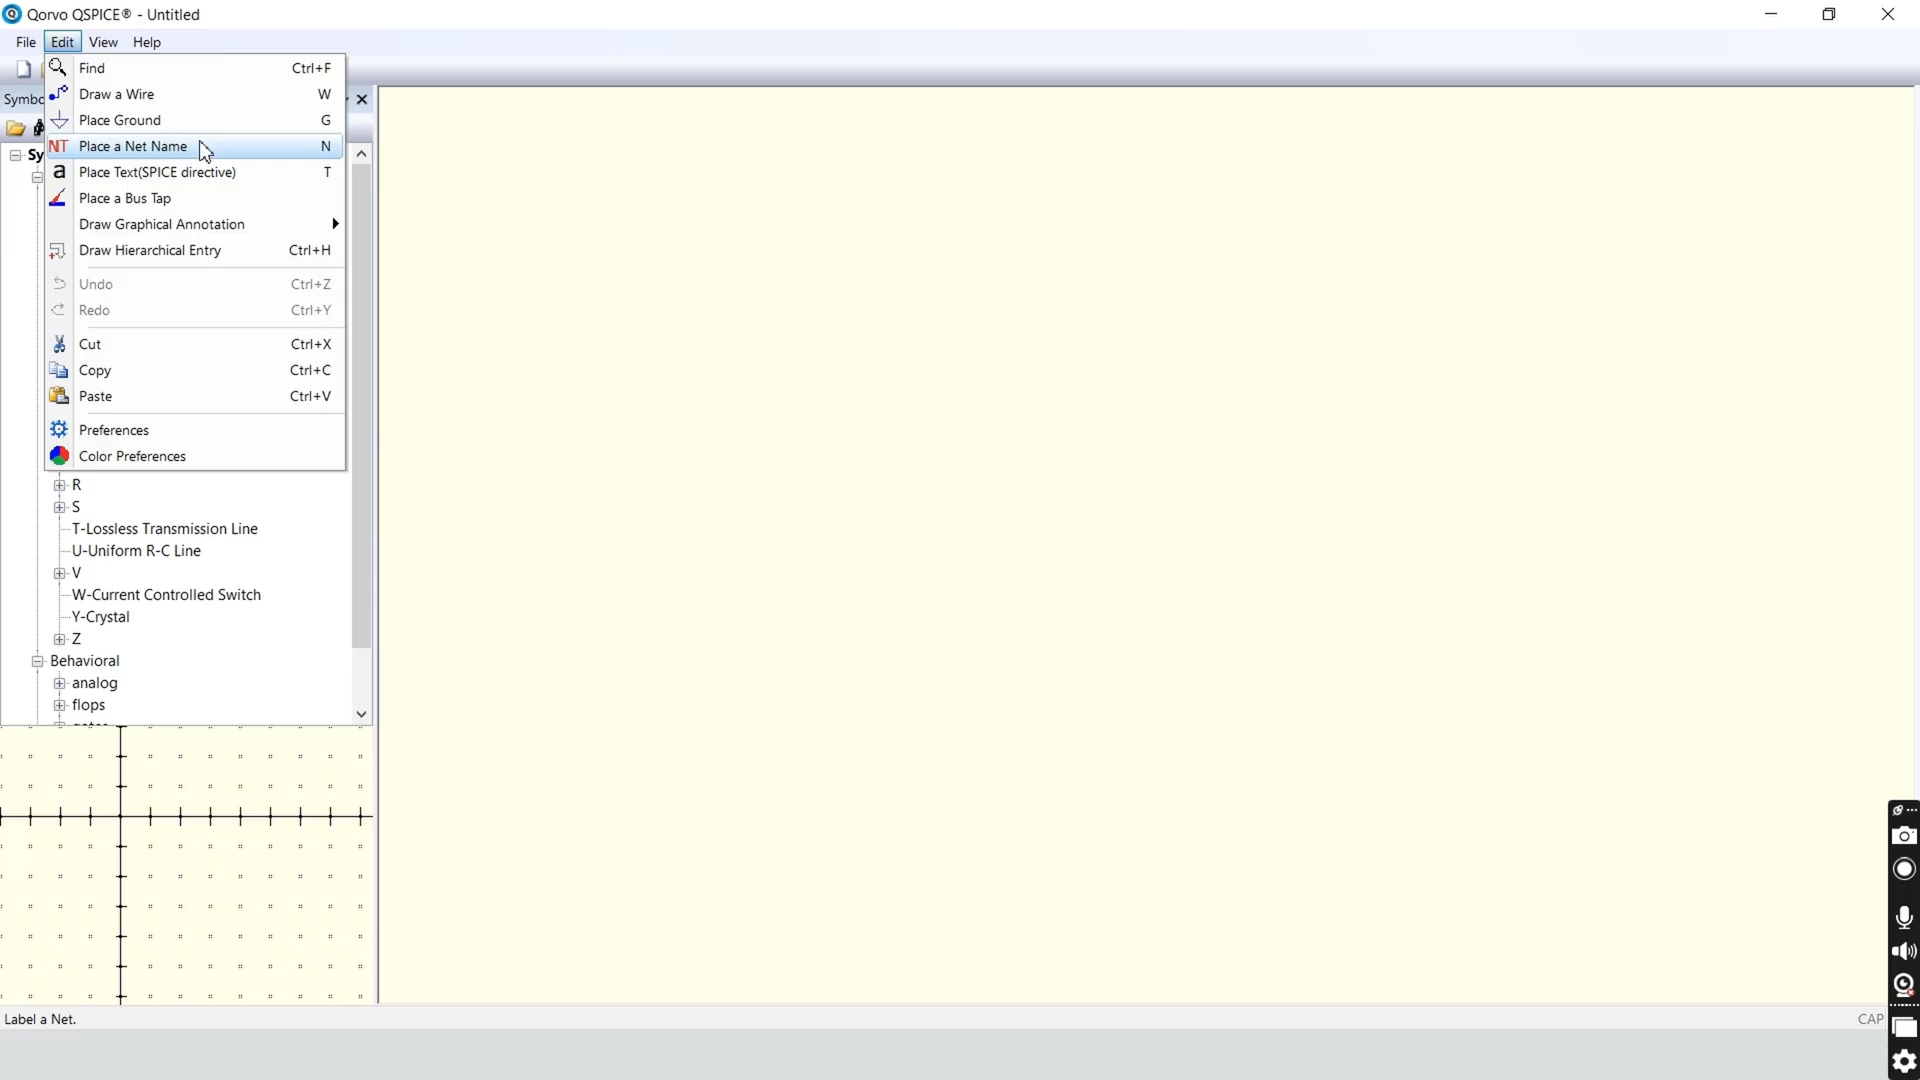 Qorvo QSPICE® - Untitled
File Edit View Help
Find Ctrl+F
Draw a Wire W
Place Ground G
NT Place a Net Name N
a Place Text(SPICE directive) T
Place a Bus Tap
Draw Graphical Annotation
Draw Hierarchical Entry Ctrl+H
Undo Ctrl+Z
Redo Ctrl+Y
Cut Ctrl+X
Copy Ctrl+C
Paste Ctrl+V
Preferences
Color Preferences
Symbo
Sy
R
S
T-Lossless Transmission Line
U-Uniform R-C Line
V
W-Current Controlled Switch
Y-Crystal
Z
Behavioral
analog
flops
Label a Net.
CAP